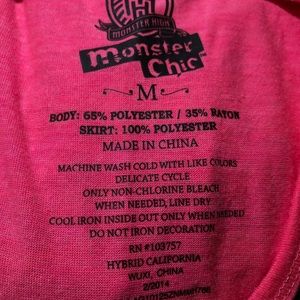 MONSTER HIGH
monster
Chic
M
BODY: 65% POLYESTER / 35% RAYON
SKIRT: 100% POLYESTER
MADE IN CHINA
MACHINE WASH COLD WITH LIKE COLORS
DELICATE CYCLE
ONLY NON-CHLORINE BLEACH
WHEN NEEDED, LINE DRY
COOL IRON INSIDE OUT ONLY WHEN NEEDED
DO NOT IRON DECORATION
RN #103757
HYBRID CALIFORNIA
WUXI, CHINA
2/2014